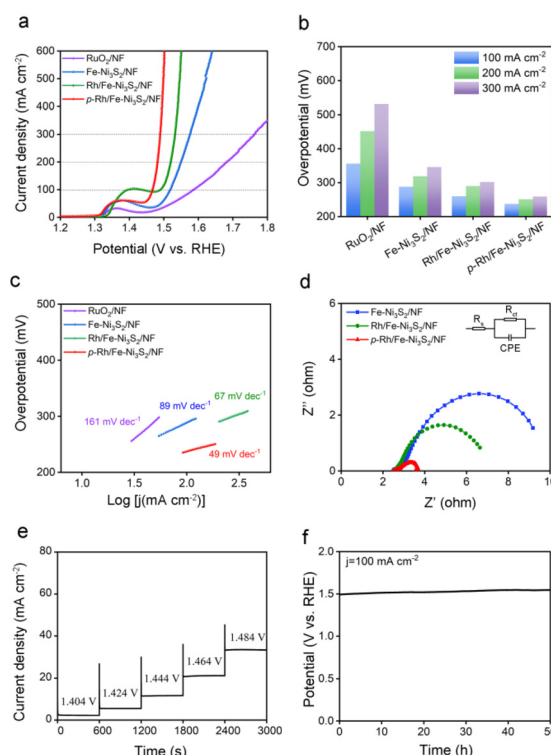 a
600
500
400
300
200
100
0
Current density (mA cm⁻²)
RuO₂/NF
Fe-Ni₃S₂/NF
Rh/Fe-Ni₃S₂/NF
p-Rh/Fe-Ni₃S₂/NF
1.2 1.3 1.4 1.5 1.6 1.7 1.8
Potential (V vs. RHE)
b
700
600
500
400
300
200
Overpotential
(mV)
100 mA cm⁻²
200 mA cm⁻²
300 mA cm⁻²
RuO₂/NF
Fe-Ni₃S₂/NF
Rh/Fe-Ni₃S₂/NF
p-Rh/Fe-Ni₃S₂/NF
c
500
400
300
200
Overpotential (mV)
RuO₂/NF
Fe-Ni₃S₂/NF
Rh/Fe-Ni₃S₂/NF
p-Rh/Fe-Ni₃S₂/NF
161 mV dec⁻¹
89 mV dec⁻¹
67 mV dec⁻¹
49 mV dec⁻¹
1.0 1.5 2.0 2.5 3.0
Log [j(mA cm⁻²)]
d
6
4
2
0
Z'' (ohm)
Fe-Ni₃S₂/NF
Rh/Fe-Ni₃S₂/NF
p-Rh/Fe-Ni₃S₂/NF
Rₛ
R_ct
CPE
0 2 4 6 8 10
Z' (ohm)
e
80
60
40
20
0
Current density (mA cm⁻²)
1.404 V
1.424 V
1.444 V
1.464 V
1.484 V
0 600 1200 1800 2400 3000
Time (s)
f
2.0
1.5
1.0
0.5
0.0
Potential (V vs. RHE)
j=100 mA cm⁻²
0 10 20 30 40 50
Time (h)